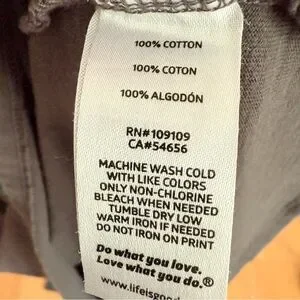 100% COTTON
100% COTON
100% ALGODÓN
RN#109109
CA#54656
MACHINE WASH COLD
WITH LIKE COLORS
ONLY NON-CHLORINE
BLEACH WHEN NEEDED
TUMBLE DRY LOW
WARM IRON IF NEEDED
DO NOT IRON ON PRINT
Do what you love.
Love what you do.®
www.lifeisgood